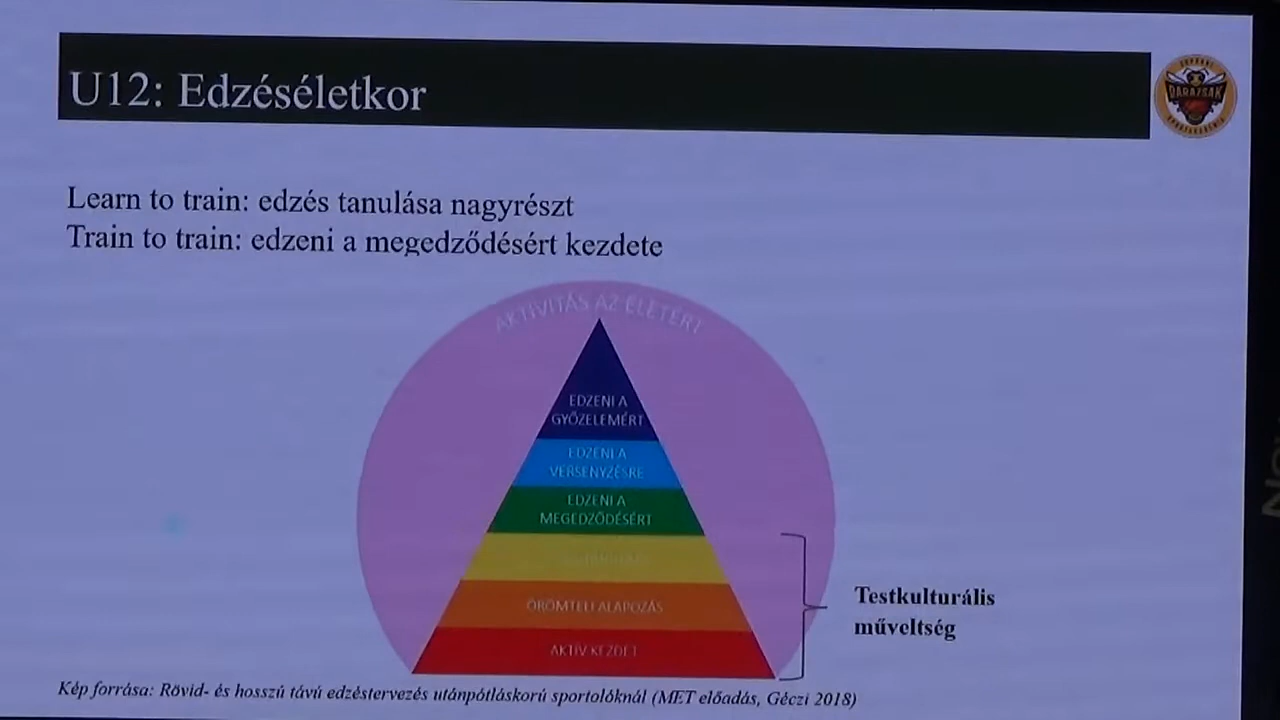 U12: Edzéséletkor
DARAZSAK
Learn to train: edzés tanulása nagyrészt
Train to train: edzeni a megedződésért kezdete
AKTIVITÁS AZ ÉLETÉRT
EDZENI A
GYŐZELEMÉRT
EDZENI A
VERSENYZÉSRE
EDZENI A
MEGEDZŐDÉSÉRT
ÖRÖMTELI ALAPOZÁS
AKTÍV KEZDET
Testkulturális
műveltség
Kép forrása: Rövid- és hosszú távú edzéstervezés utánpótláskorú sportolóknál (MET előadás, Géczi 2018)